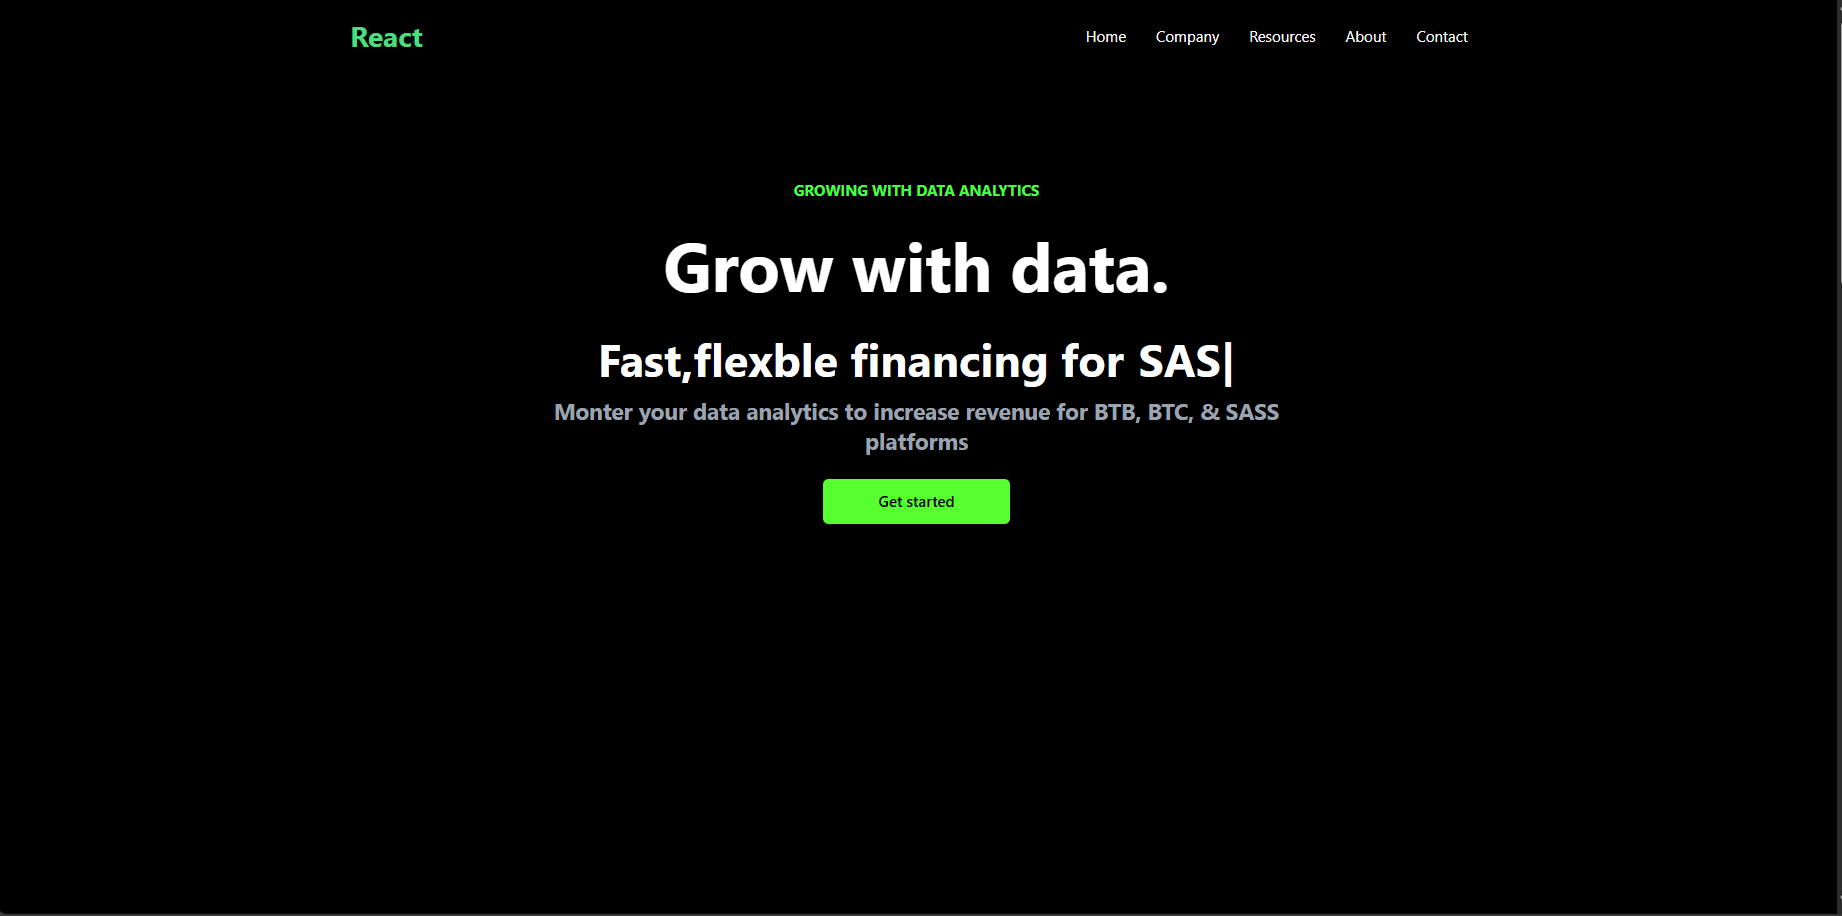 React
Home Company Resources About Contact
GROWING WITH DATA ANALYTICS
Grow with data.
Fast,flexble financing for SAS|
Monter your data analytics to increase revenue for BTB, BTC, & SASS
platforms
Get started